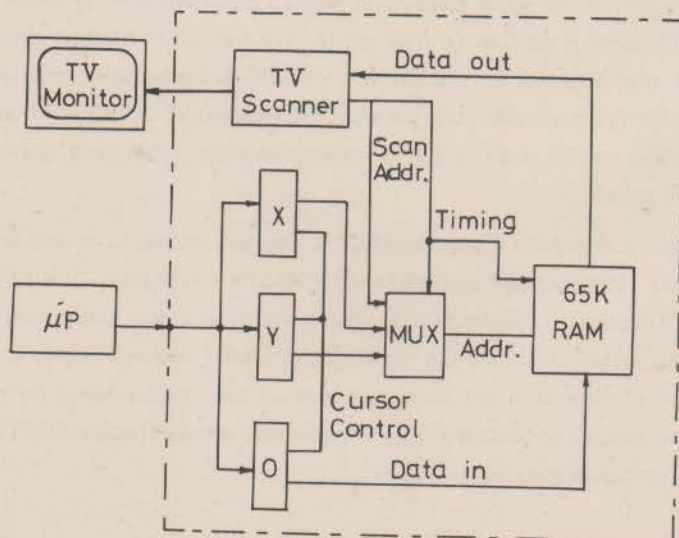 TV
Monitor
TV
Scanner
Data out
Scan
Addr.
Timing
X
65K
RAM
μP
Y
MUX
Addr.
Cursor
Control
O
Data in